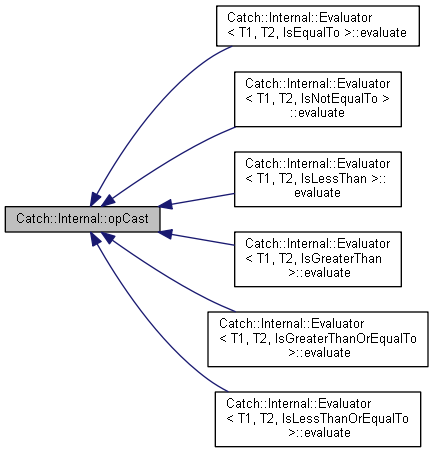 Catch::Internal::Evaluator
< T1, T2, IsEqualTo >::evaluate
Catch::Internal::Evaluator
< T1, T2, IsNotEqualTo >
::evaluate
Catch::Internal::Evaluator
< T1, T2, IsLessThan >::
evaluate
Catch::Internal::opCast
Catch::Internal::Evaluator
< T1, T2, IsGreaterThan
>::evaluate
Catch::Internal::Evaluator
< T1, T2, IsGreaterThanOrEqualTo
>::evaluate
Catch::Internal::Evaluator
< T1, T2, IsLessThanOrEqualTo
>::evaluate